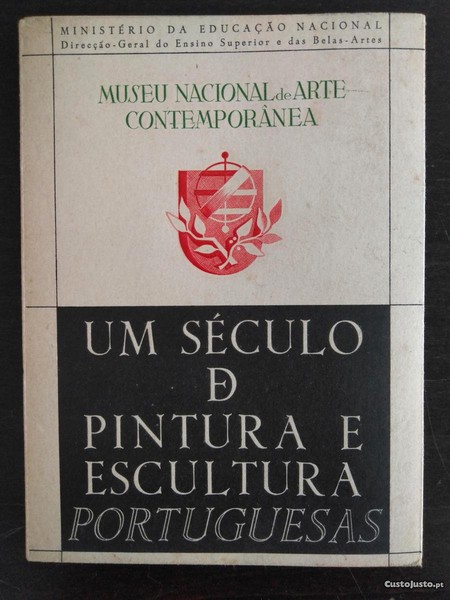 MINISTÉRIO DA EDUCAÇÃO NACIONAL
Direcção-Geral do Ensino Superior e das Belas-Artes
MUSEU NACIONAL de ARTE
CONTEMPORÂNEA
UM SÉCULO
DE
PINTURA E
ESCULTURA
PORTUGUESAS
CustoJusto.pt